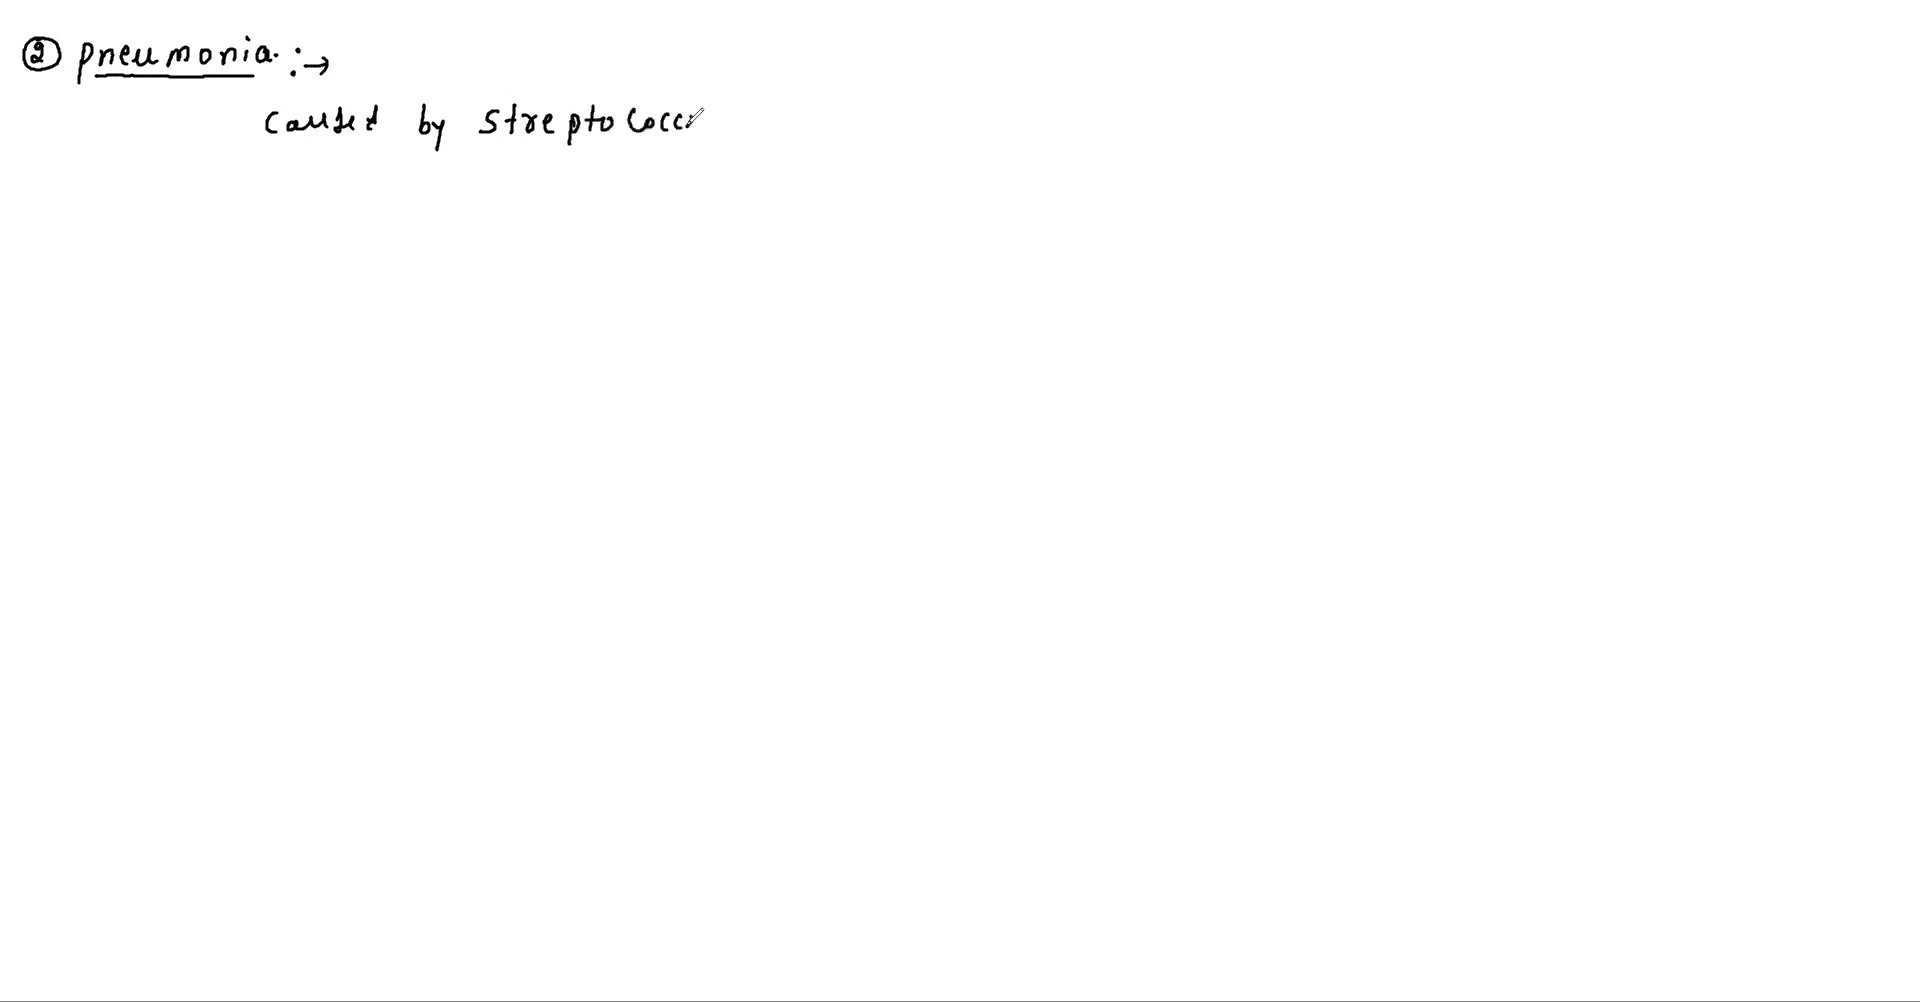 ② Pneumonia :→
Caused by Streptococc